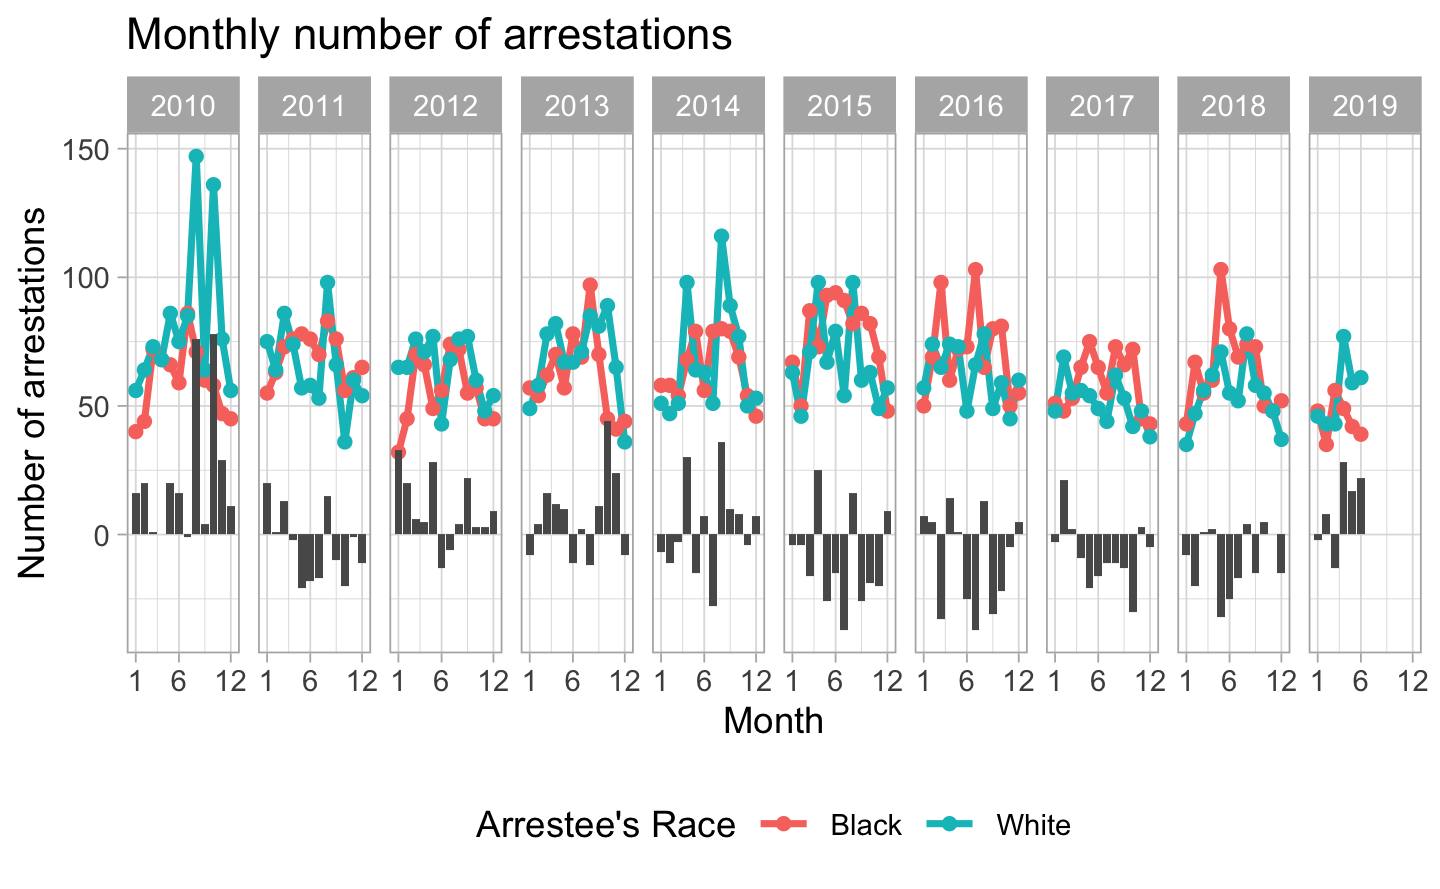 Monthly number of arrestations
2010 2011 2012 2013 2014 2015 2016 2017 2018 2019
150
100
50
0
Number of arrestations
1 6 12 1 6 12 1 6 12 1 6 12 1 6 12 1 6 12 1 6 12 1 6 12 1 6 12 1 6 12
Month
Arrestee's Race Black White